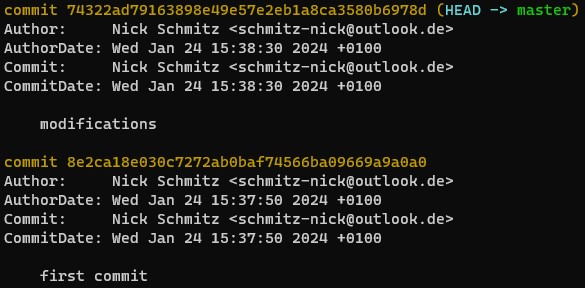 commit 74322ad79163898e49e57e2eb1a8ca3580b6978d (HEAD -> master)
Author:     Nick Schmitz <schmitz-nick@outlook.de>
AuthorDate: Wed Jan 24 15:38:30 2024 +0100
Commit:     Nick Schmitz <schmitz-nick@outlook.de>
CommitDate: Wed Jan 24 15:38:30 2024 +0100
    modifications
commit 8e2ca18e030c7272ab0baf74566ba09669a9a0a0
Author:     Nick Schmitz <schmitz-nick@outlook.de>
AuthorDate: Wed Jan 24 15:37:50 2024 +0100
Commit:     Nick Schmitz <schmitz-nick@outlook.de>
CommitDate: Wed Jan 24 15:37:50 2024 +0100
    first commit